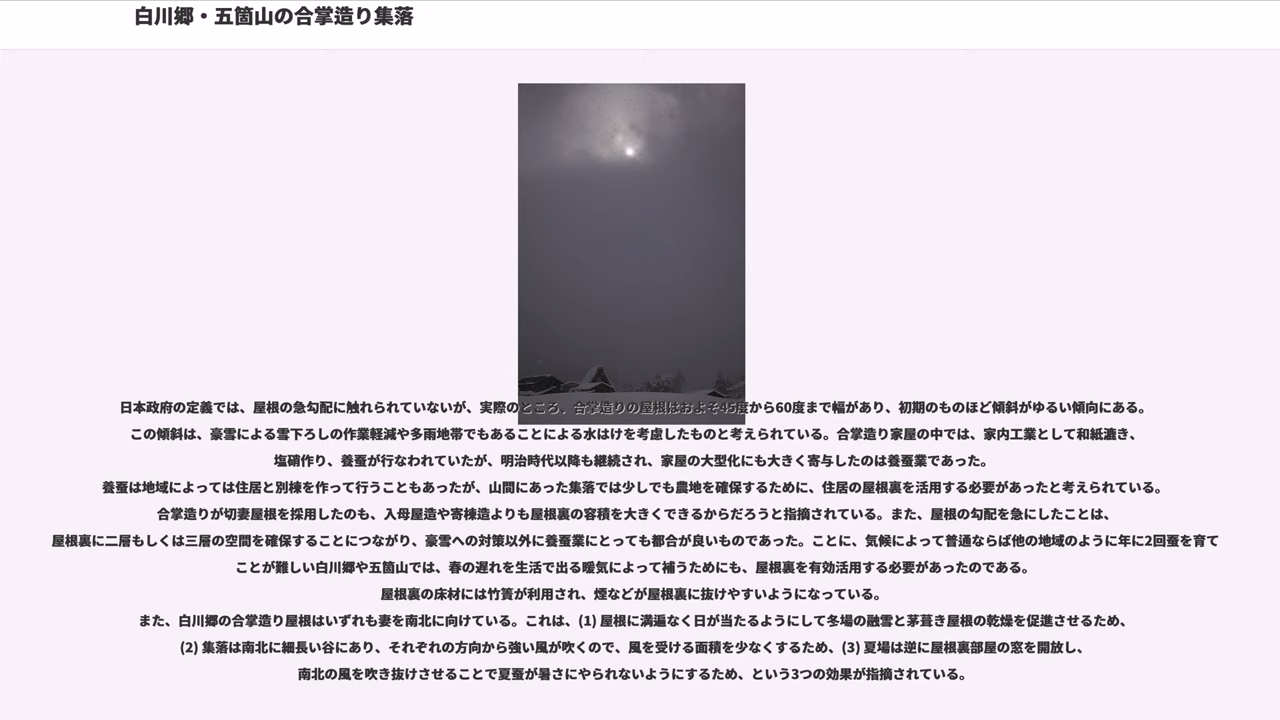 白川郷・五箇山の合掌造り集落
日本政府の定義では、屋根の急勾配に触れられていないが、実際のところ、合掌造りの屋根はおよそ45度から60度まで幅があり、初期のものほど傾斜がゆるい傾向にある。
この傾斜は、豪雪による雪下ろしの作業軽減や多雨地帯でもあることによる水はけを考慮したものと考えられている。合掌造り家屋の中では、家内工業として和紙漉き、
塩硝作り、養蚕が行なわれていたが、明治時代以降も継続され、家屋の大型化にも大きく寄与したのは養蚕業であった。
養蚕は地域によっては住居と別棟を作って行うこともあったが、山間にあった集落では少しでも農地を確保するために、住居の屋根裏を活用する必要があったと考えられている。
合掌造りが切妻屋根を採用したのも、入母屋造や寄棟造よりも屋根裏の容積を大きくできるからだろうと指摘されている。また、屋根の勾配を急にしたことは、
屋根裏に二層もしくは三層の空間を確保することにつながり、豪雪への対策以外に養蚕業にとっても都合が良いものであった。ことに、気候によって普通ならば他の地域のように年に2回蚕を育て
ことが難しい白川郷や五箇山では、春の遅れを生活で出る暖気によって補うためにも、屋根裏を有効活用する必要があったのである。
屋根裏の床材には竹簀が利用され、煙などが屋根裏に抜けやすいようになっている。
また、白川郷の合掌造り屋根はいずれも妻を南北に向けている。これは、(1) 屋根に満遍なく日が当たるようにして冬場の融雪と茅葺き屋根の乾燥を促進させるため、
(2) 集落は南北に細長い谷にあり、それぞれの方向から強い風が吹くので、風を受ける面積を少なくするため、(3) 夏場は逆に屋根裏部屋の窓を開放し、
南北の風を吹き抜けさせることで夏蚕が暑さにやられないようにするため、という3つの効果が指摘されている。